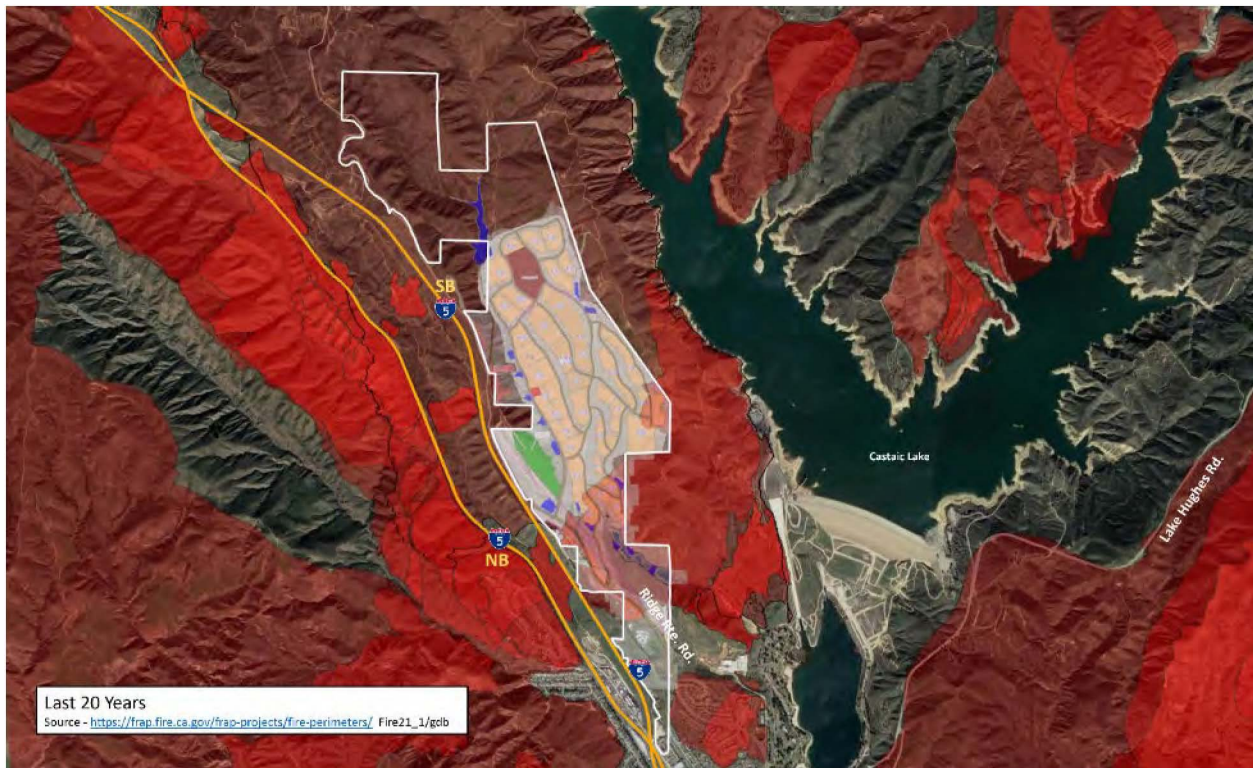 SB
5
5
NB
5
Castaic Lake
Lake Hughes Rd.
Ridge Rte. Rd.
Last 20 Years
Source - https://frap.fire.ca.gov/frap-projects/fire-perimeters/ Fire21_1/gdb